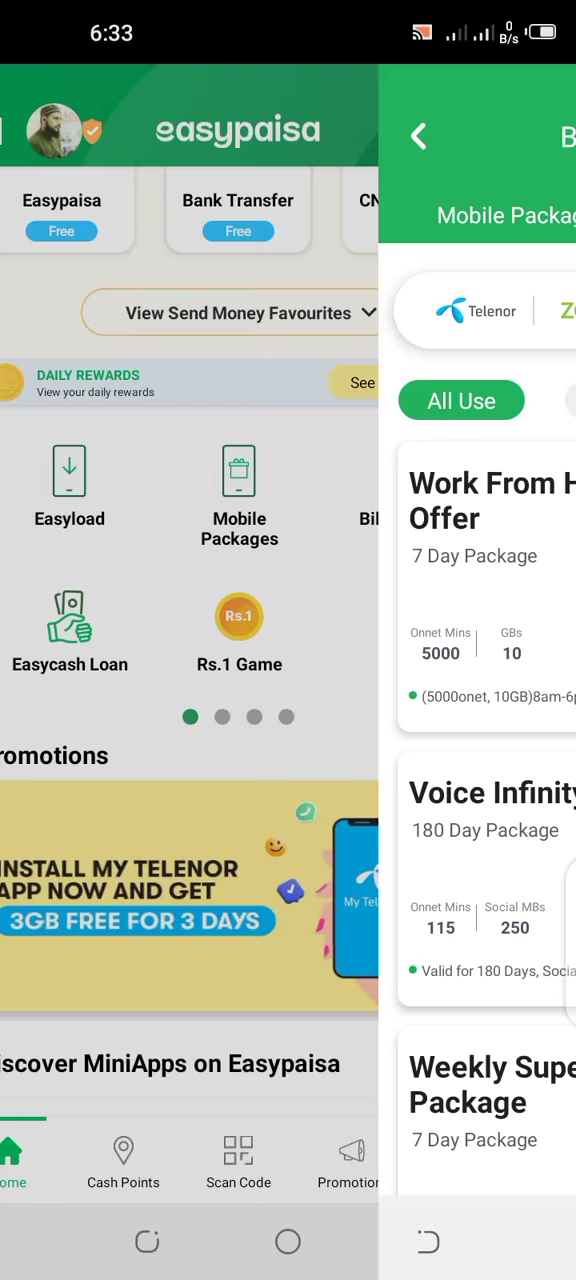 6:33
0
B/s
easypaisa
Easypaisa
Free
Bank Transfer
Free
CN
View Send Money Favourites
DAILY REWARDS
View your daily rewards
See
Easyload
Mobile
Packages
Bil
Easycash Loan
Rs.1
Rs.1 Game
romotions
INSTALL MY TELENOR
APP NOW AND GET
3GB FREE FOR 3 DAYS
My Tel
iscover MiniApps on Easypaisa
ome
Cash Points
Scan Code
Promotion
B
Mobile Packag
Telenor
Z
All Use
Work From H
Offer
7 Day Package
Onnet Mins
GBs
5000
10
(5000onet, 10GB)8am-6p
Voice Infinity
180 Day Package
Onnet Mins
Social MBs
115
250
Valid for 180 Days, Socia
Weekly Supe
Package
7 Day Package